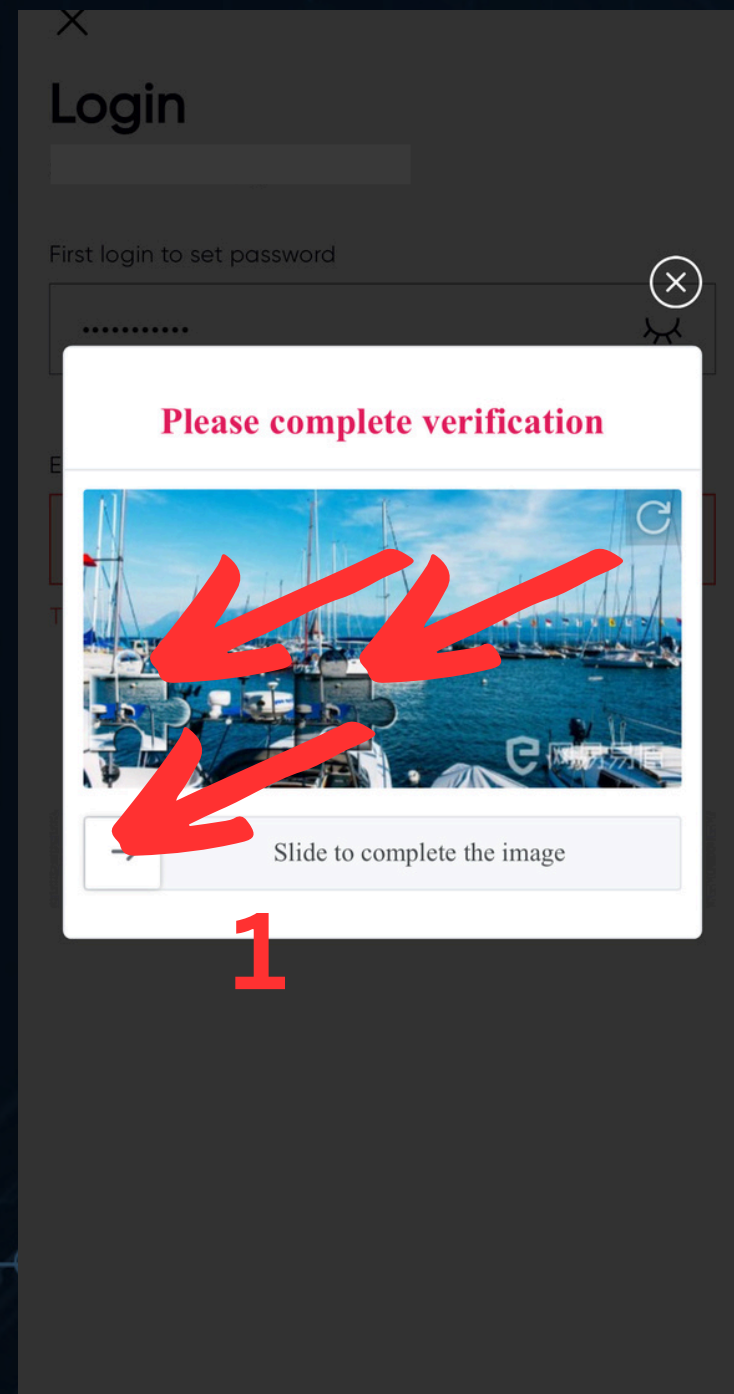 Login
First login to set password
Please complete verification
Slide to complete the image
1